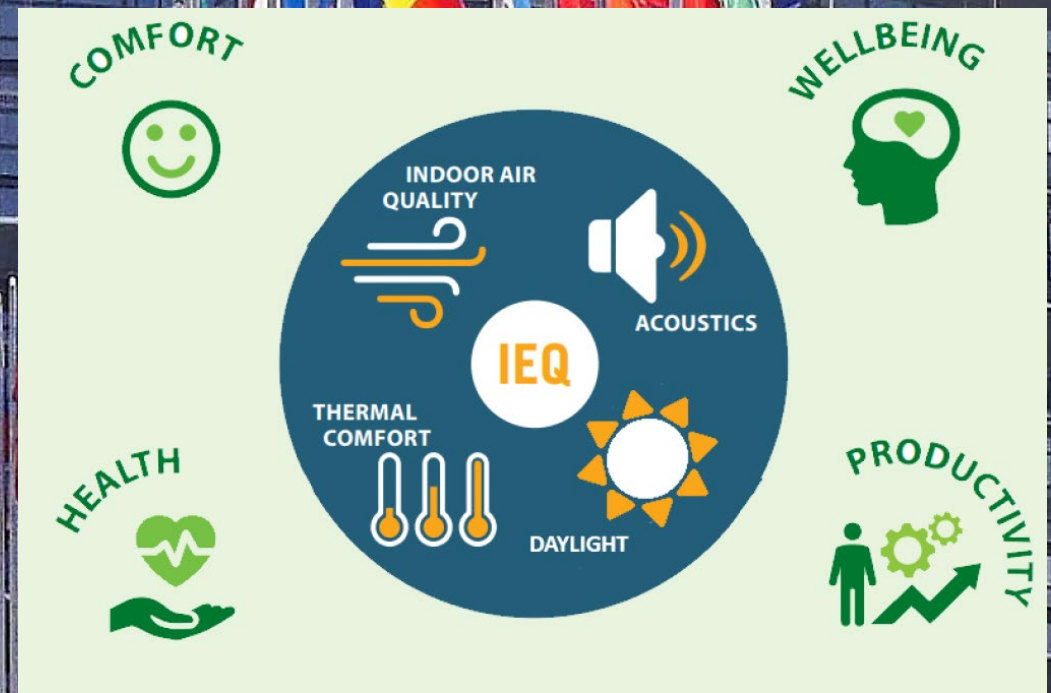 COMFORT
WELLBEING
INDOOR AIR
QUALITY
ACOUSTICS
IEQ
THERMAL
COMFORT
DAYLIGHT
HEALTH
PRODUCTIVITY